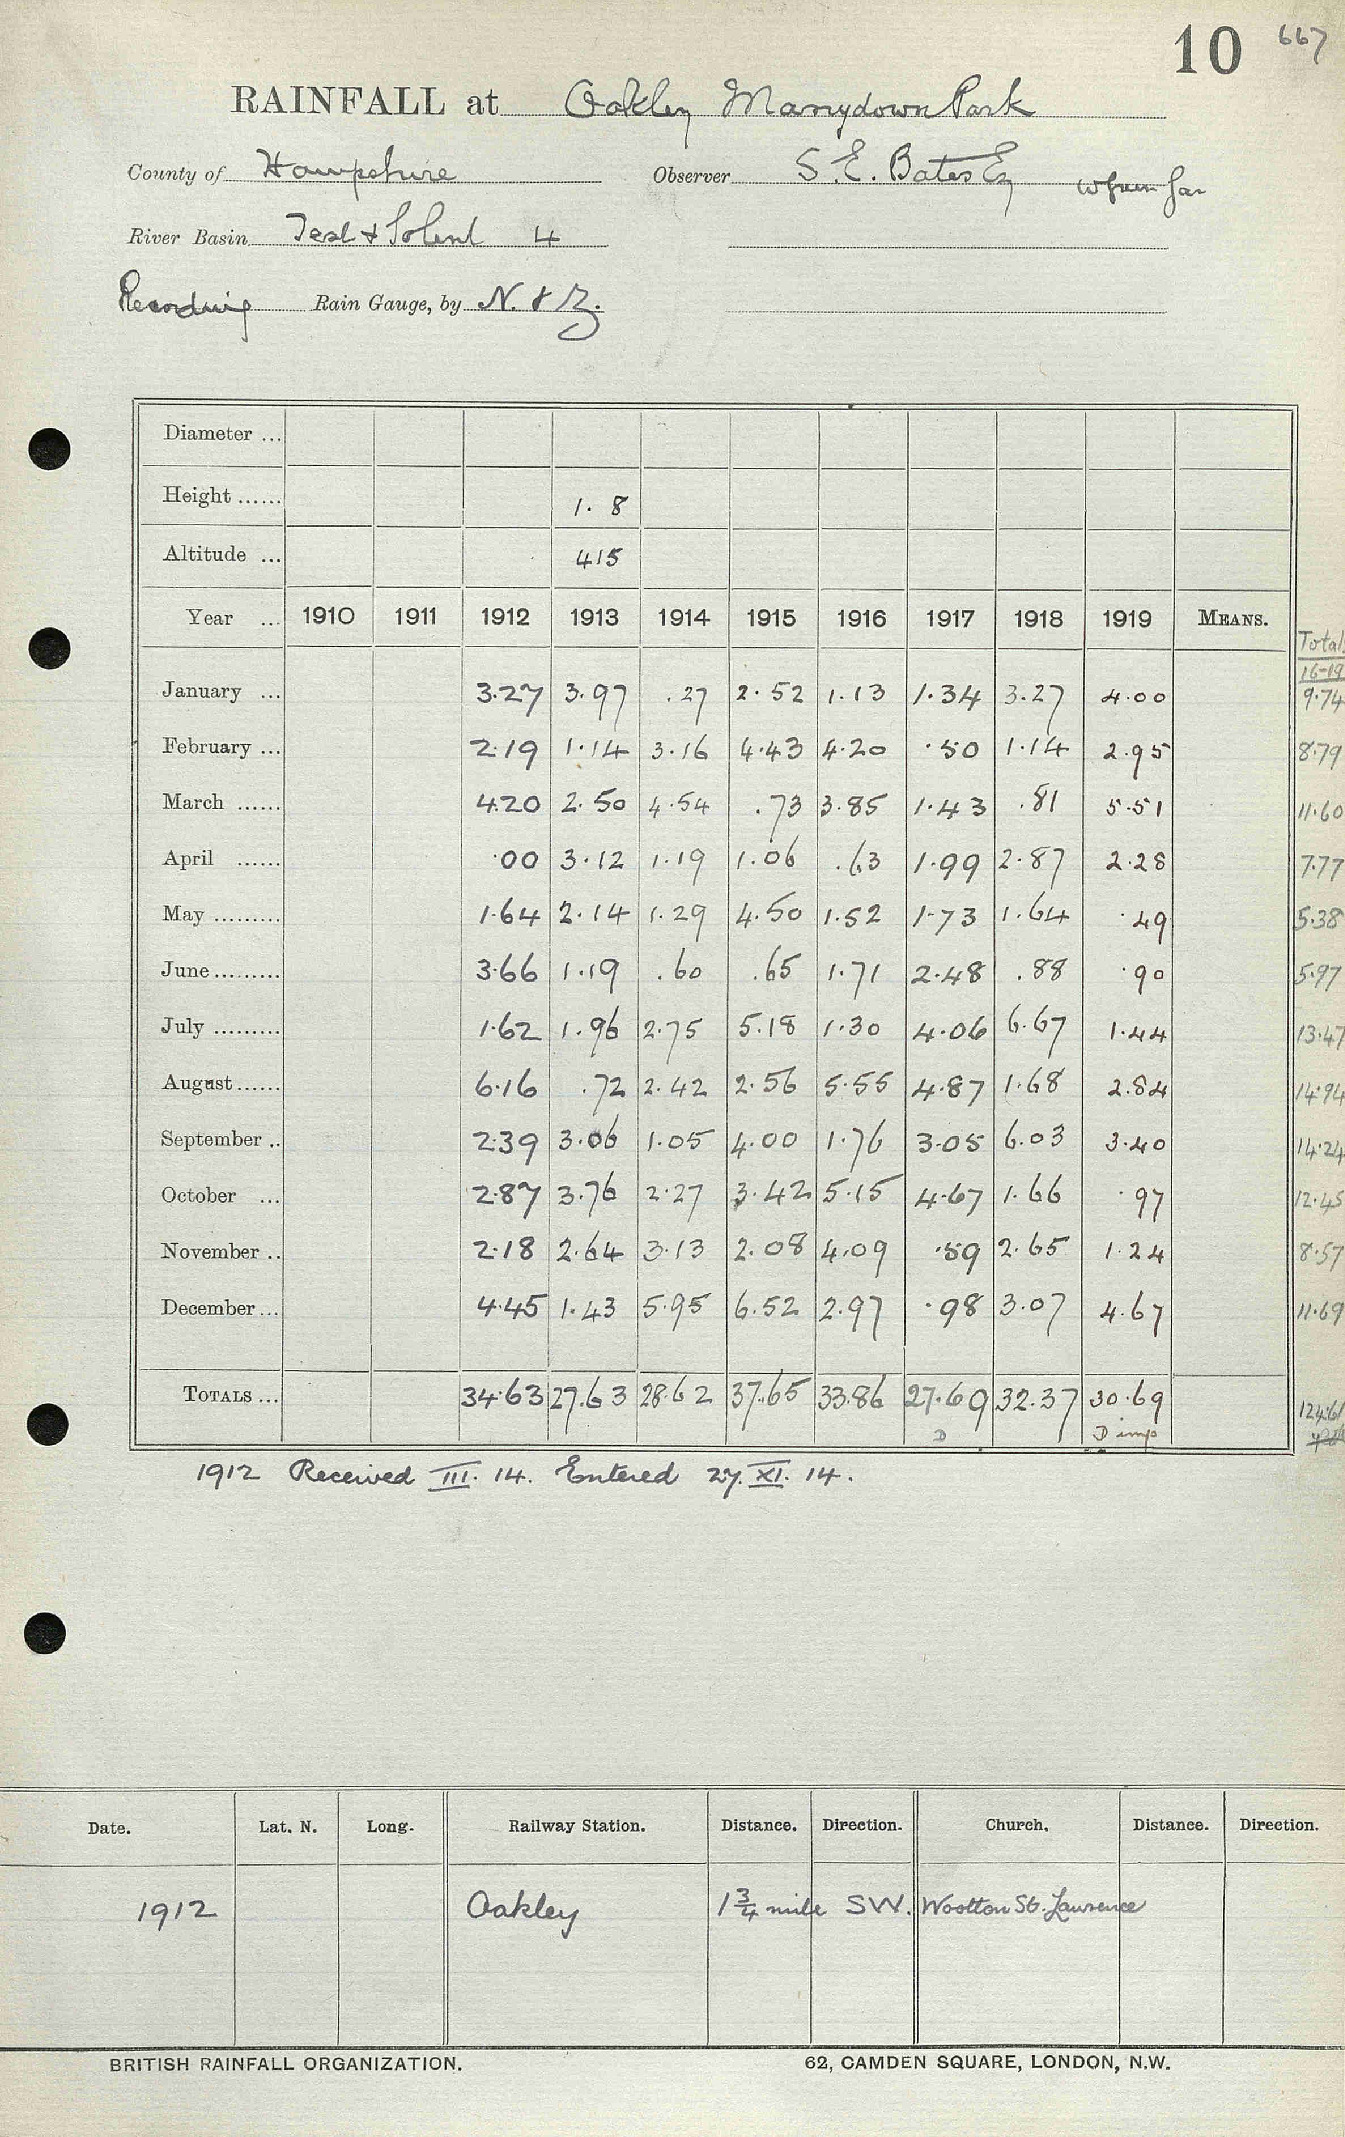 10 667
RAINFALL at Oakley Manydown Park
County of Hampshire Observer S. E. Bates Esq
River Basin Test & Solent 4
Recording Rain Gauge, by N. & Z.
Diameter ...
Height ...... 1. 8
Altitude ... 415
Year ... 1910 1911 1912 1913 1914 1915 1916 1917 1918 1919 MEANS. Total 16-19
January ... 3.27 3.97 .27 2.52 1.13 1.34 3.27 4.00 9.74
February ... 2.19 1.14 3.16 4.43 4.20 .50 1.14 2.95 8.79
March ...... 4.20 2.50 4.54 .73 3.85 1.43 .81 5.51 11.60
April ...... .00 3.12 1.19 1.06 .63 1.99 2.87 2.28 7.77
May ......... 1.64 2.14 1.29 4.50 1.52 1.73 1.64 .49 5.38
June ......... 3.66 1.19 .60 .65 1.71 2.48 .88 .90 5.97
July ......... 1.62 1.96 2.75 5.18 1.30 4.06 6.67 1.44 13.47
August ...... 6.16 .72 2.42 2.56 5.55 4.87 1.68 2.84 14.94
September .. 2.39 3.06 1.05 4.00 1.76 3.05 6.03 3.40 14.24
October ... 2.87 3.76 2.27 3.42 5.15 4.67 1.66 .97 12.45
November .. 2.18 2.64 3.13 2.08 4.09 .59 2.65 1.24 8.57
December ... 4.45 1.43 5.95 6.52 2.97 .98 3.07 4.67 11.69
TOTALS ... 34.63 27.63 28.62 37.65 33.86 27.69 32.37 30.69 124.61
D D imp
1912 Received III. 14. Entered 27. XI. 14.
Date. Lat. N. Long. Railway Station. Distance. Direction. Church. Distance. Direction.
1912 Oakley 1 3/4 mile SW. Wootton St. Lawrence
BRITISH RAINFALL ORGANIZATION. 62, CAMDEN SQUARE, LONDON, N.W.